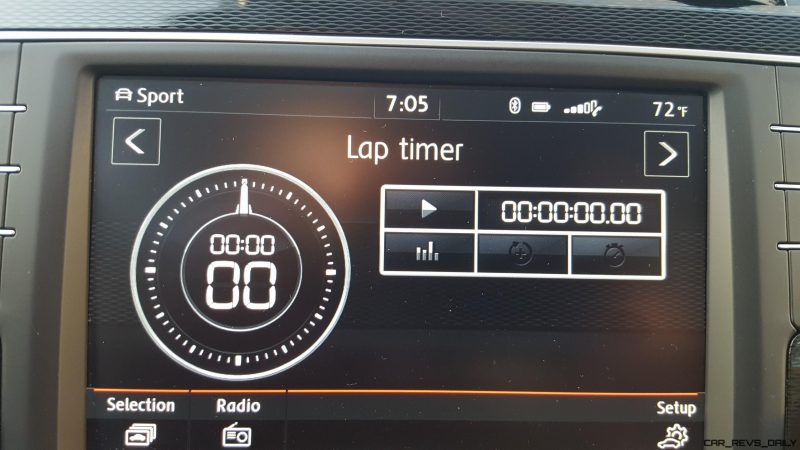 Sport
7:05
72°F
Lap timer
00:00
00
00:00:00.00
Selection
Radio
Setup
CAR_REVS_DAILY